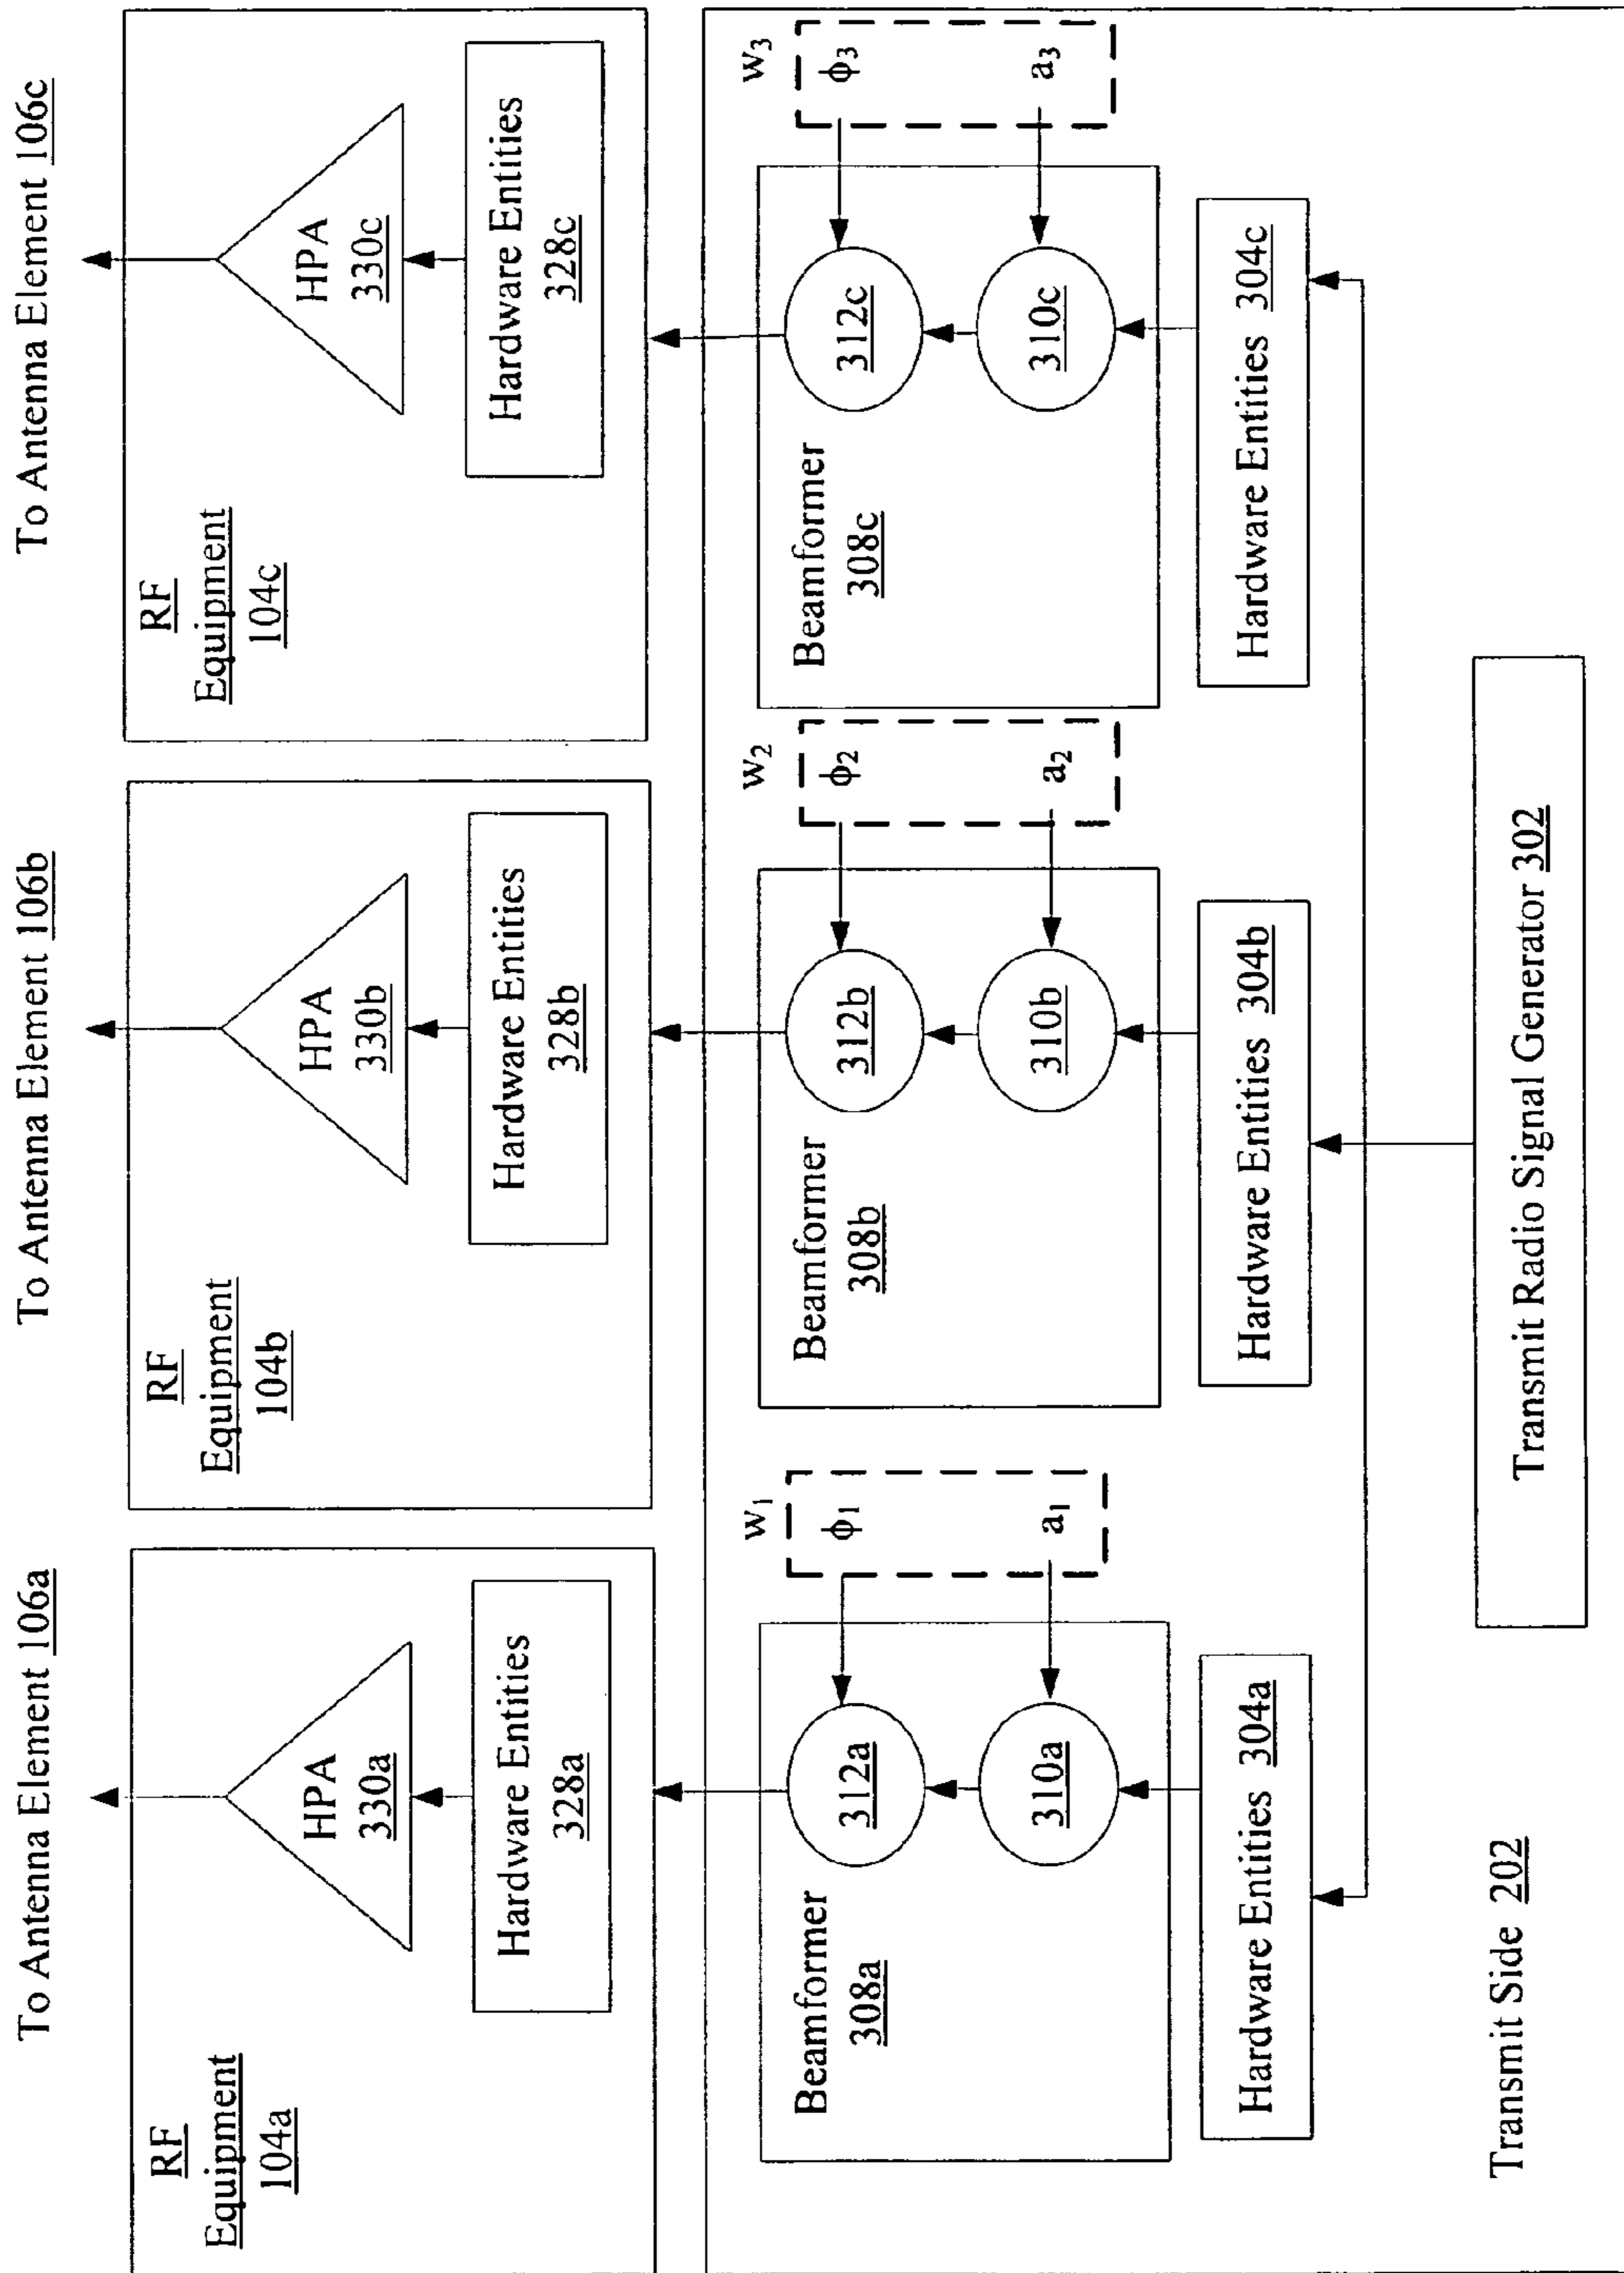 To Antenna Element 106a
To Antenna Element 106b
To Antenna Element 106c
RF
Equipment
104a
HPA
330a
Hardware Entities
328a
RF
Equipment
104b
HPA
330b
Hardware Entities
328b
RF
Equipment
104c
HPA
330c
Hardware Entities
328c
Beamformer
308a
312a
310a
w₁
ϕ₁
a₁
Beamformer
308b
312b
310b
w₂
ϕ₂
a₂
Beamformer
308c
312c
310c
w₃
ϕ₃
a₃
Hardware Entities 304a
Hardware Entities 304b
Hardware Entities 304c
Transmit Side 202
Transmit Radio Signal Generator 302